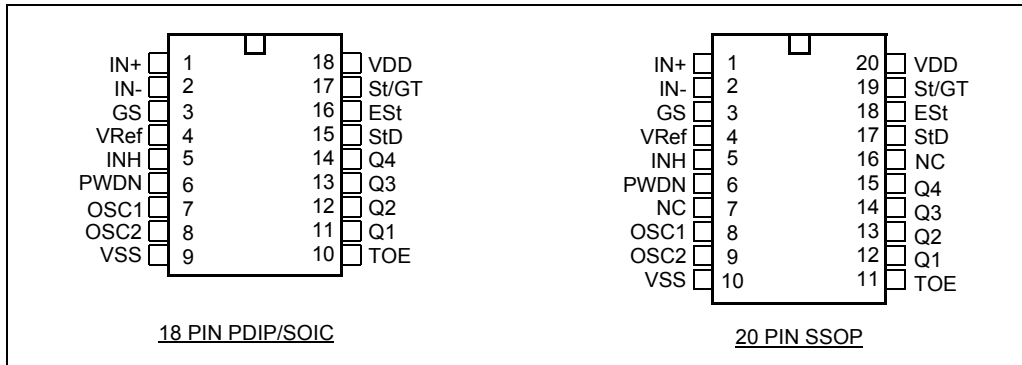 IN+ 1 18 VDD
IN- 2 17 St/GT
GS 3 16 ESt
VRef 4 15 StD
INH 5 14 Q4
PWDN 6 13 Q3
OSC1 7 12 Q2
OSC2 8 11 Q1
VSS 9 10 TOE
18 PIN PDIP/SOIC
IN+ 1 20 VDD
IN- 2 19 St/GT
GS 3 18 ESt
VRef 4 17 StD
INH 5 16 NC
PWDN 6 15 Q4
NC 7 14 Q3
OSC1 8 13 Q2
OSC2 9 12 Q1
VSS 10 11 TOE
20 PIN SSOP